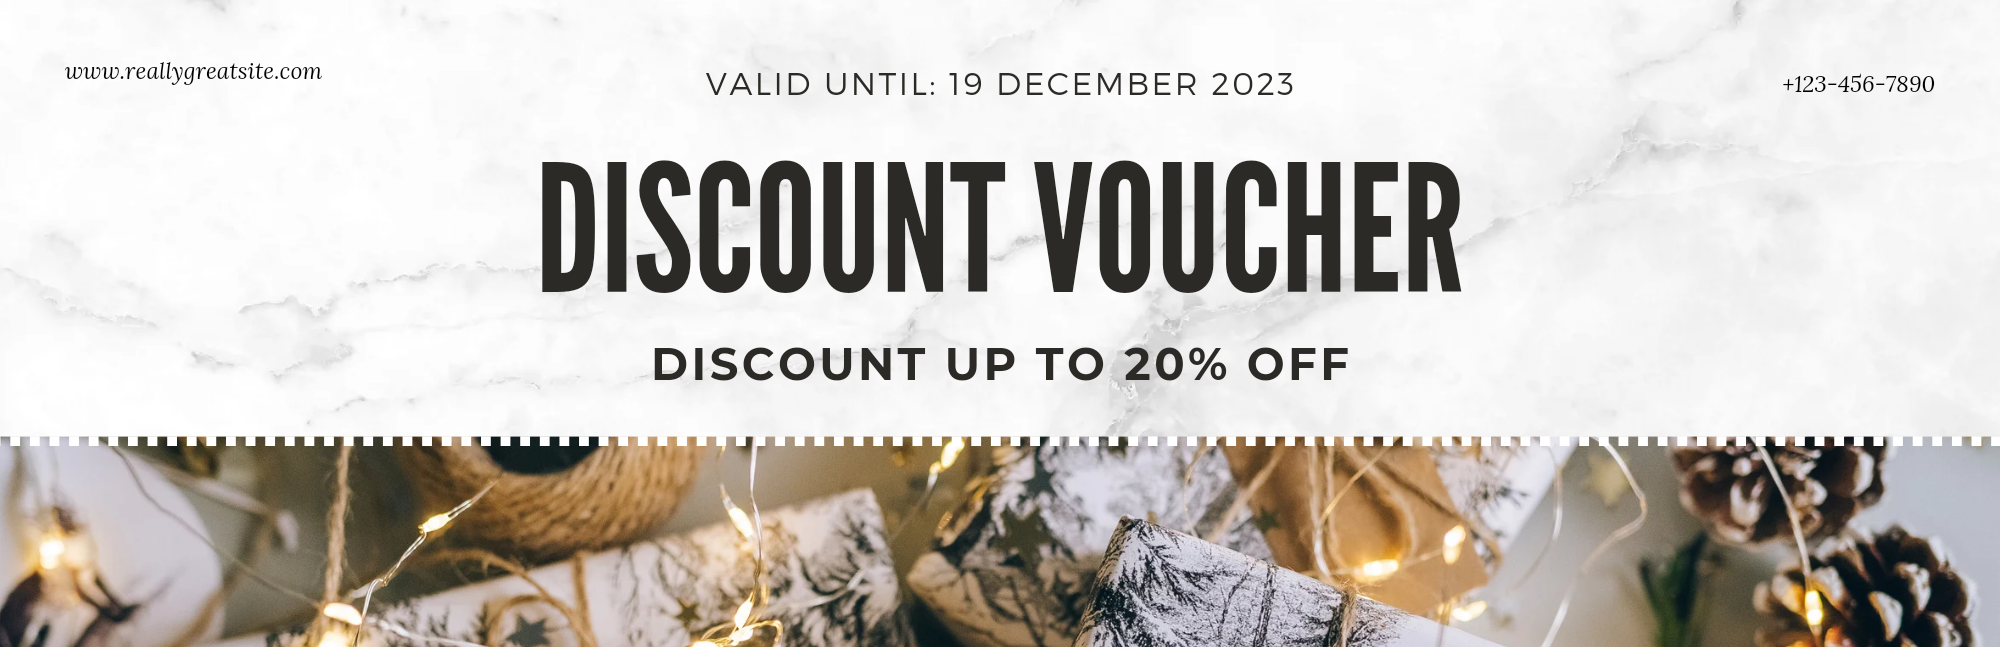 www.reallygreatsite.com
VALID UNTIL: 19 DECEMBER 2023
+123-456-7890
DISCOUNT VOUCHER
DISCOUNT UP TO 20% OFF